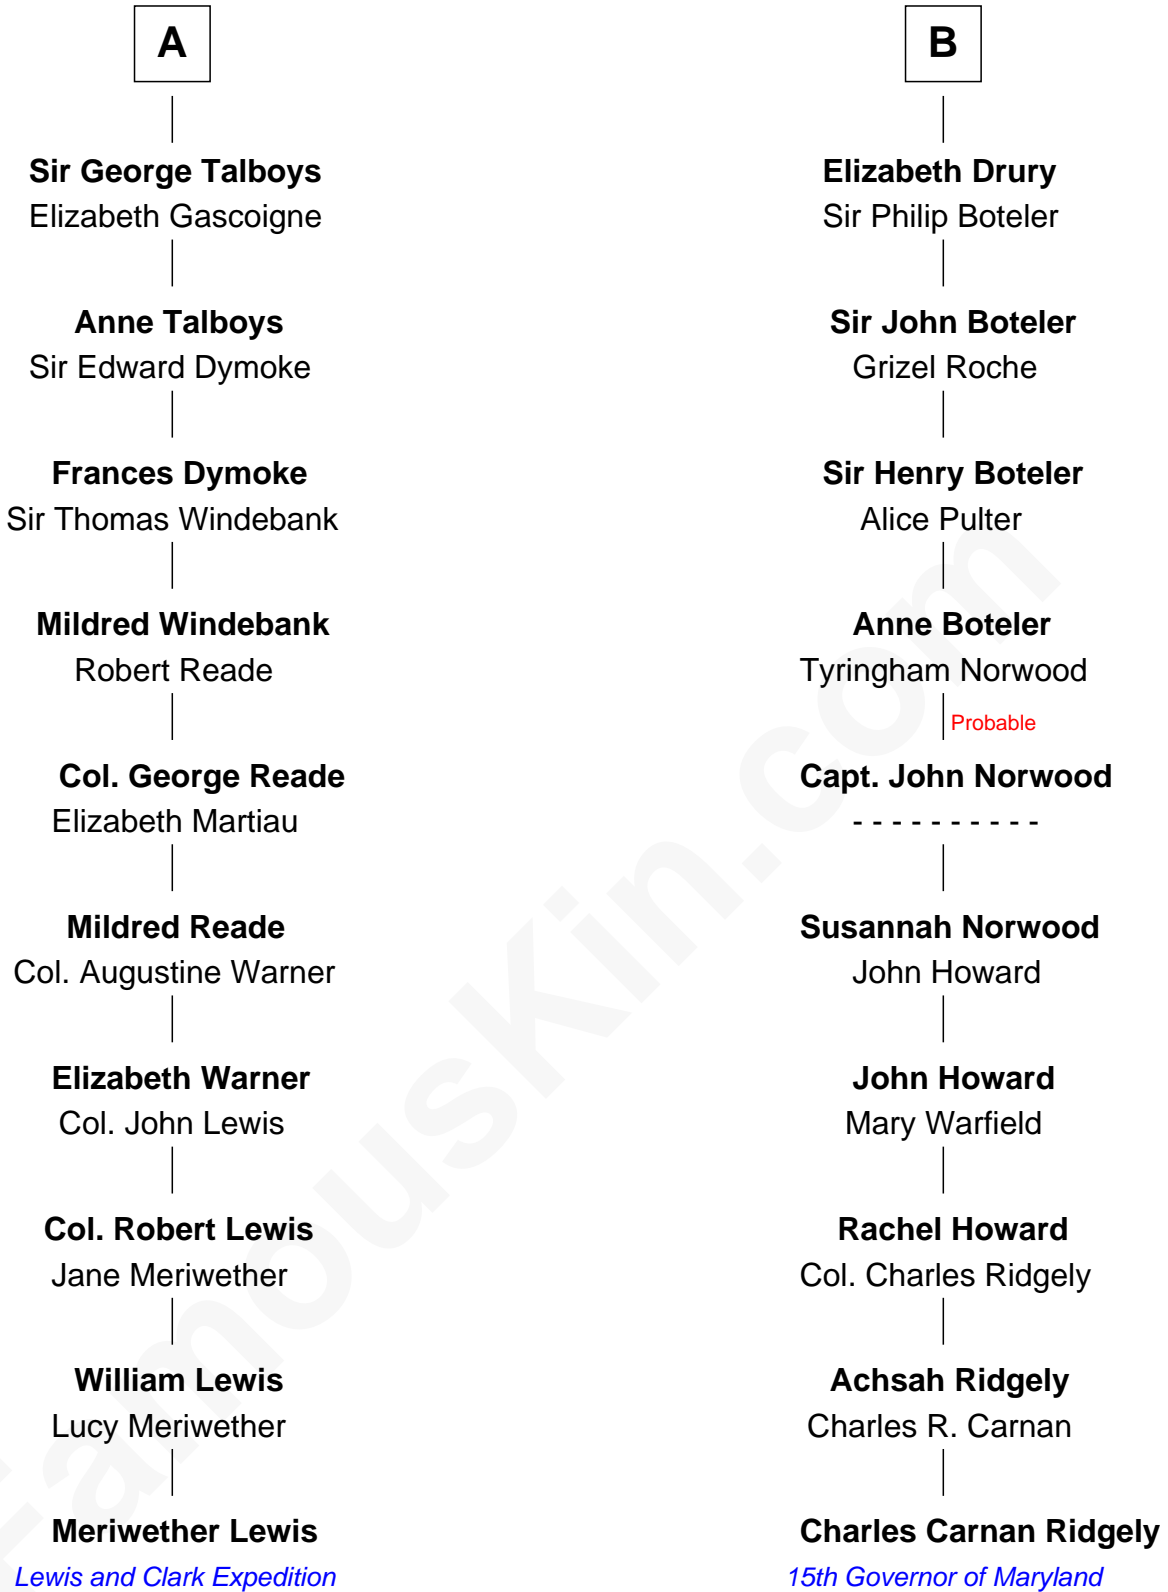 A
Sir George Talboys
Elizabeth Gascoigne
Anne Talboys
Sir Edward Dymoke
Frances Dymoke
Sir Thomas Windebank
Mildred Windebank
Robert Reade
Col. George Reade
Elizabeth Martiau
Mildred Reade
Col. Augustine Warner
Elizabeth Warner
Col. John Lewis
Col. Robert Lewis
Jane Meriwether
William Lewis
Lucy Meriwether
Meriwether Lewis
Lewis and Clark Expedition
B
Elizabeth Drury
Sir Philip Boteler
Sir John Boteler
Grizel Roche
Sir Henry Boteler
Alice Pulter
Anne Boteler
Tyringham Norwood
Probable
Capt. John Norwood
- - - - - - - - - -
Susannah Norwood
John Howard
John Howard
Mary Warfield
Rachel Howard
Col. Charles Ridgely
Achsah Ridgely
Charles R. Carnan
Charles Carnan Ridgely
15th Governor of Maryland
FamousKin.com